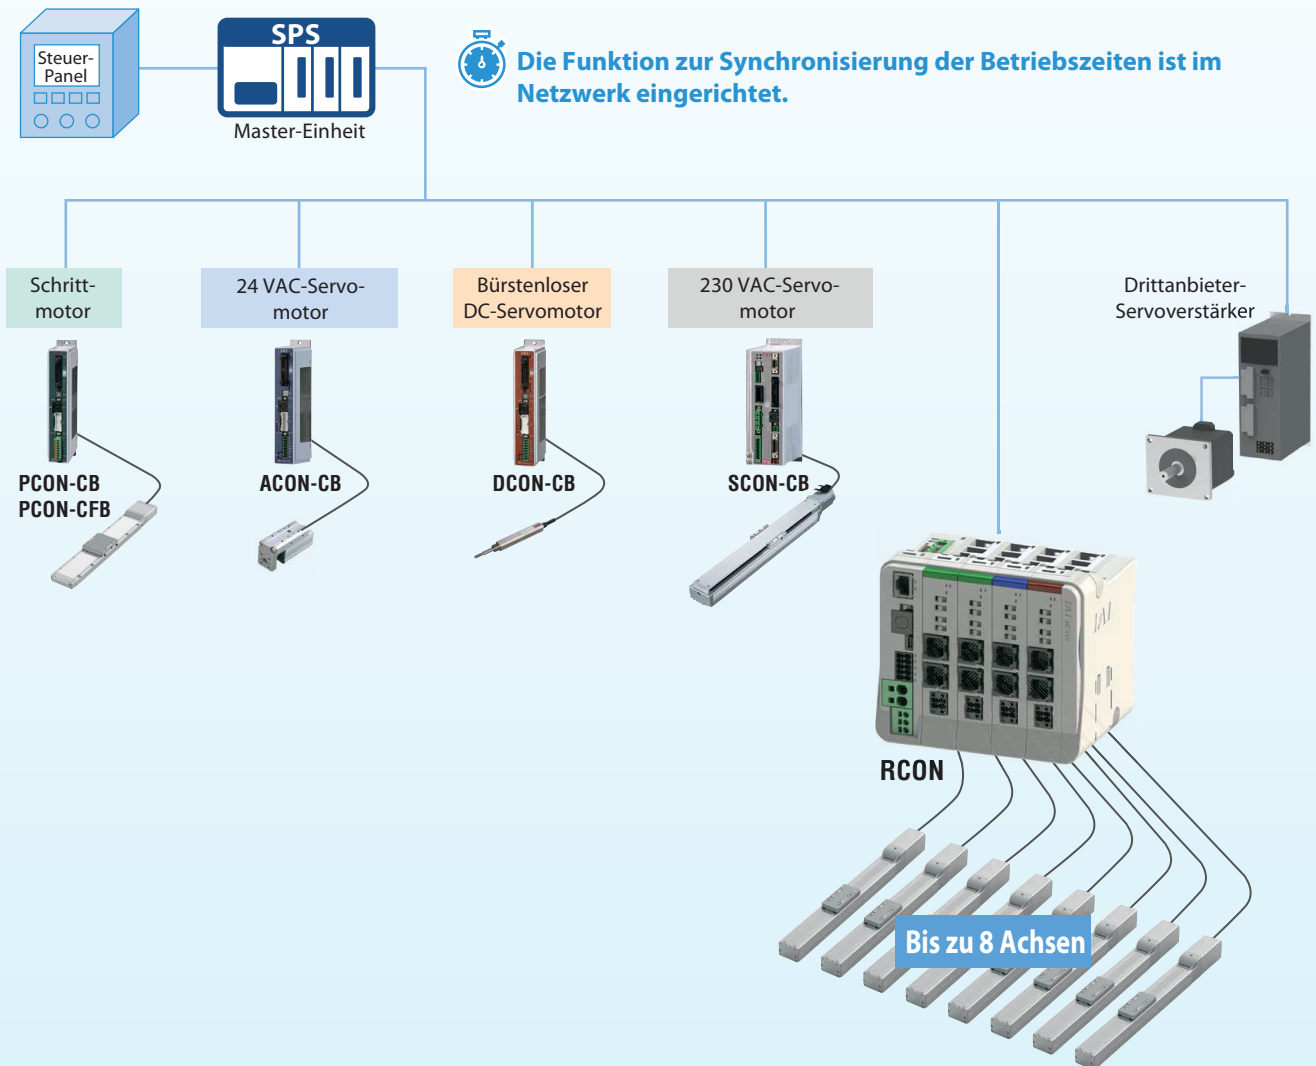 Steuer-
Panel
SPS
Master-Einheit
Die Funktion zur Synchronisierung der Betriebszeiten ist im
Netzwerk eingerichtet.
Schritt-
motor
24 VAC-Servo-
motor
Bürstenloser
DC-Servomotor
230 VAC-Servo-
motor
Drittanbieter-
Servoverstärker
PCON-CB
PCON-CFB
ACON-CB
DCON-CB
SCON-CB
IAI
RCON
Bis zu 8 Achsen